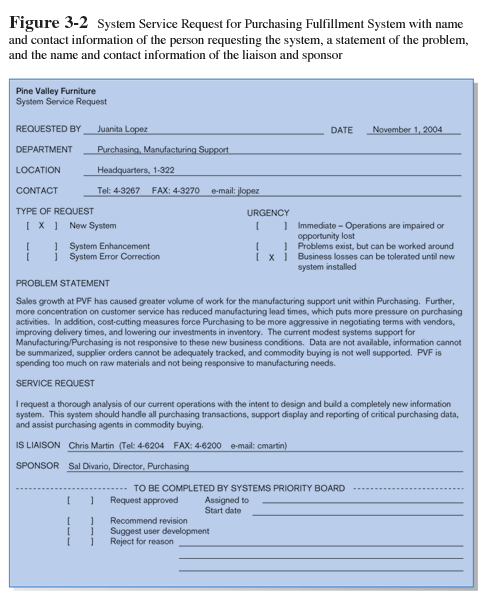 Figure 3-2 System Service Request for Purchasing Fulfillment System with name
and contact information of the person requesting the system, a statement of the problem,
and the name and contact information of the liaison and sponsor
Pine Valley Furniture
System Service Request
REQUESTED BY Juanita Lopez DATE November 1, 2004
DEPARTMENT Purchasing, Manufacturing Support
LOCATION Headquarters, 1-322
CONTACT Tel: 4-3267 FAX: 4-3270 e-mail: jlopez
TYPE OF REQUEST URGENCY
[ X ] New System [ ] Immediate – Operations are impaired or
opportunity lost
[ ] System Enhancement [ ] Problems exist, but can be worked around
[ ] System Error Correction [ X ] Business losses can be tolerated until new
system installed
PROBLEM STATEMENT
Sales growth at PVF has caused greater volume of work for the manufacturing support unit within Purchasing. Further,
more concentration on customer service has reduced manufacturing lead times, which puts more pressure on purchasing
activities. In addition, cost-cutting measures force Purchasing to be more aggressive in negotiating terms with vendors,
improving delivery times, and lowering our investments in inventory. The current modest systems support for
Manufacturing/Purchasing is not responsive to these new business conditions. Data are not available, information cannot
be summarized, supplier orders cannot be adequately tracked, and commodity buying is not well supported. PVF is
spending too much on raw materials and not being responsive to manufacturing needs.
SERVICE REQUEST
I request a thorough analysis of our current operations with the intent to design and build a completely new information
system. This system should handle all purchasing transactions, support display and reporting of critical purchasing data,
and assist purchasing agents in commodity buying.
IS LIAISON Chris Martin (Tel: 4-6204 FAX: 4-6200 e-mail: cmartin)
SPONSOR Sal Divario, Director, Purchasing
TO BE COMPLETED BY SYSTEMS PRIORITY BOARD
[ ] Request approved Assigned to
Start date
[ ] Recommend revision
[ ] Suggest user development
[ ] Reject for reason